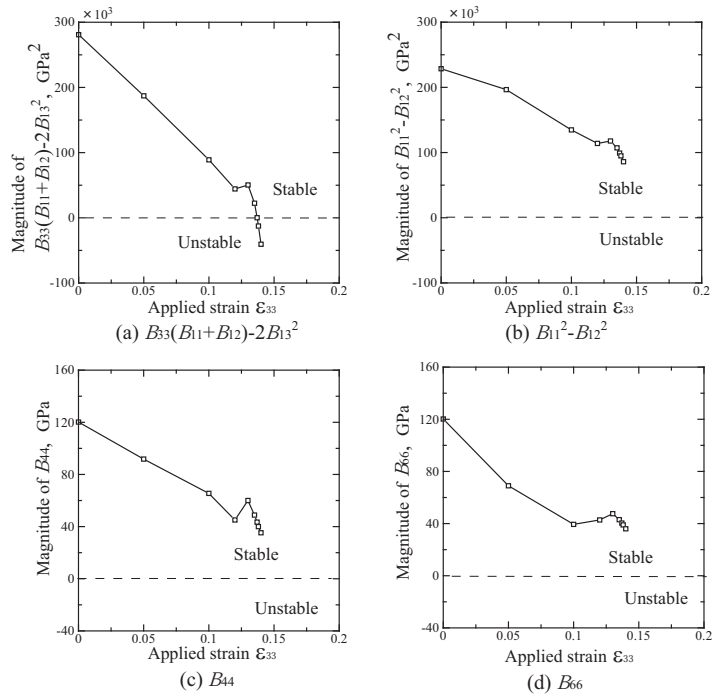 ×10³
300
200
100
0
-100
Magnitude of
B₃₃(B₁₁+B₁₂)-2B₁₃², GPa²
Stable
Unstable
0 0.05 0.1 0.15 0.2
Applied strain ε₃₃
(a) B₃₃(B₁₁+B₁₂)-2B₁₃²
×10³
300
200
100
0
-100
Magnitude of B₁₁²-B₁₂², GPa²
Stable
Unstable
0 0.05 0.1 0.15 0.2
Applied strain ε₃₃
(b) B₁₁²-B₁₂²
160
120
80
40
0
-40
Magnitude of B₄₄, GPa
Stable
Unstable
0 0.05 0.1 0.15 0.2
Applied strain ε₃₃
(c) B₄₄
160
120
80
40
0
-40
Magnitude of B₆₆, GPa
Stable
Unstable
0 0.05 0.1 0.15 0.2
Applied strain ε₃₃
(d) B₆₆